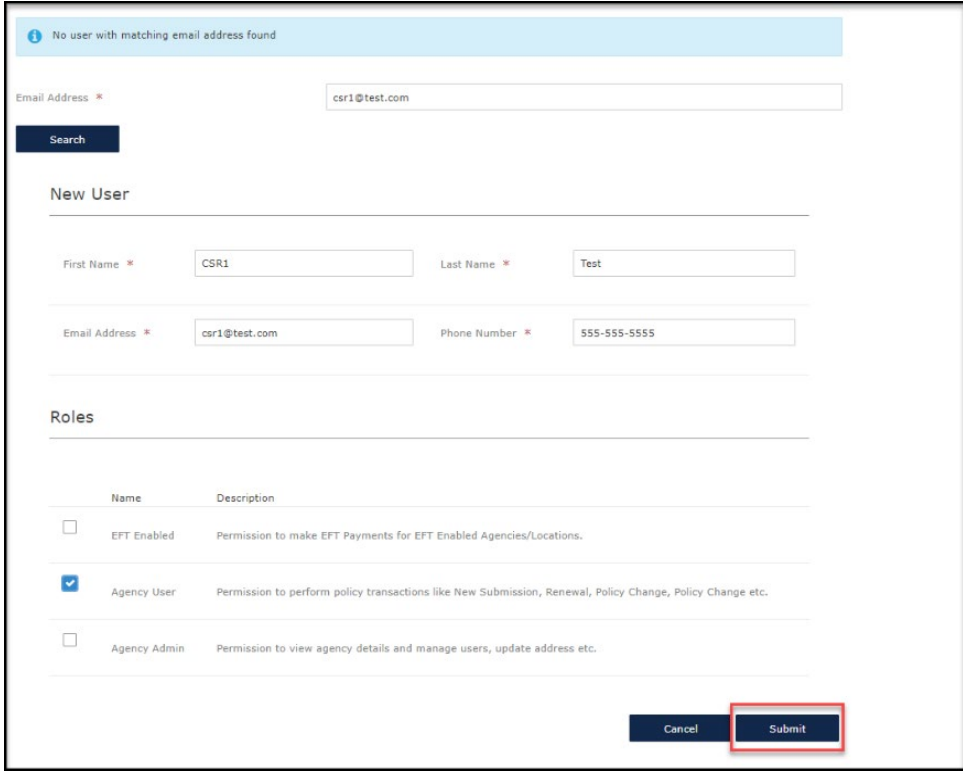 No user with matching email address found
Email Address *
csr1@test.com
Search
New User
First Name *
CSR1
Last Name *
Test
Email Address *
csr1@test.com
Phone Number *
555-555-5555
Roles
Name Description
EFT Enabled Permission to make EFT Payments for EFT Enabled Agencies/Locations.
Agency User Permission to perform policy transactions like New Submission, Renewal, Policy Change, Policy Change etc.
Agency Admin Permission to view agency details and manage users, update address etc.
Cancel Submit